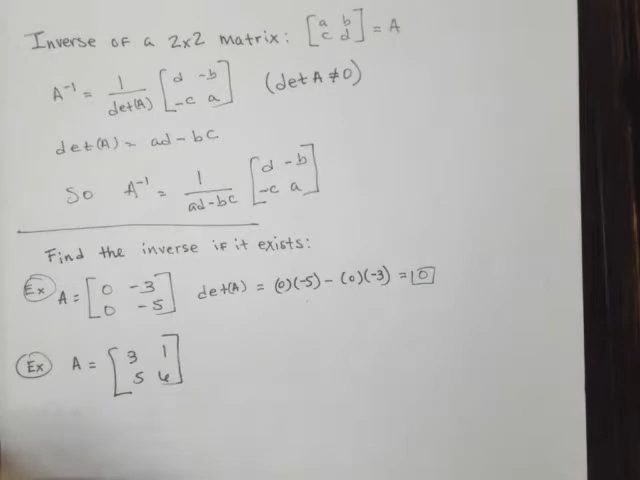 Inverse of a 2x2 matrix: [a b; c d] = A
A⁻¹ = 1/det(A) [d -b; -c a] (det A ≠ 0)
det(A) = ad - bc
So A⁻¹ = 1/(ad-bc) [d -b; -c a]
Find the inverse if it exists:
Ex A = [0 -3; 0 -5] det(A) = (0)(-5) - (0)(-3) = 0
Ex A = [3 1; 5 6]